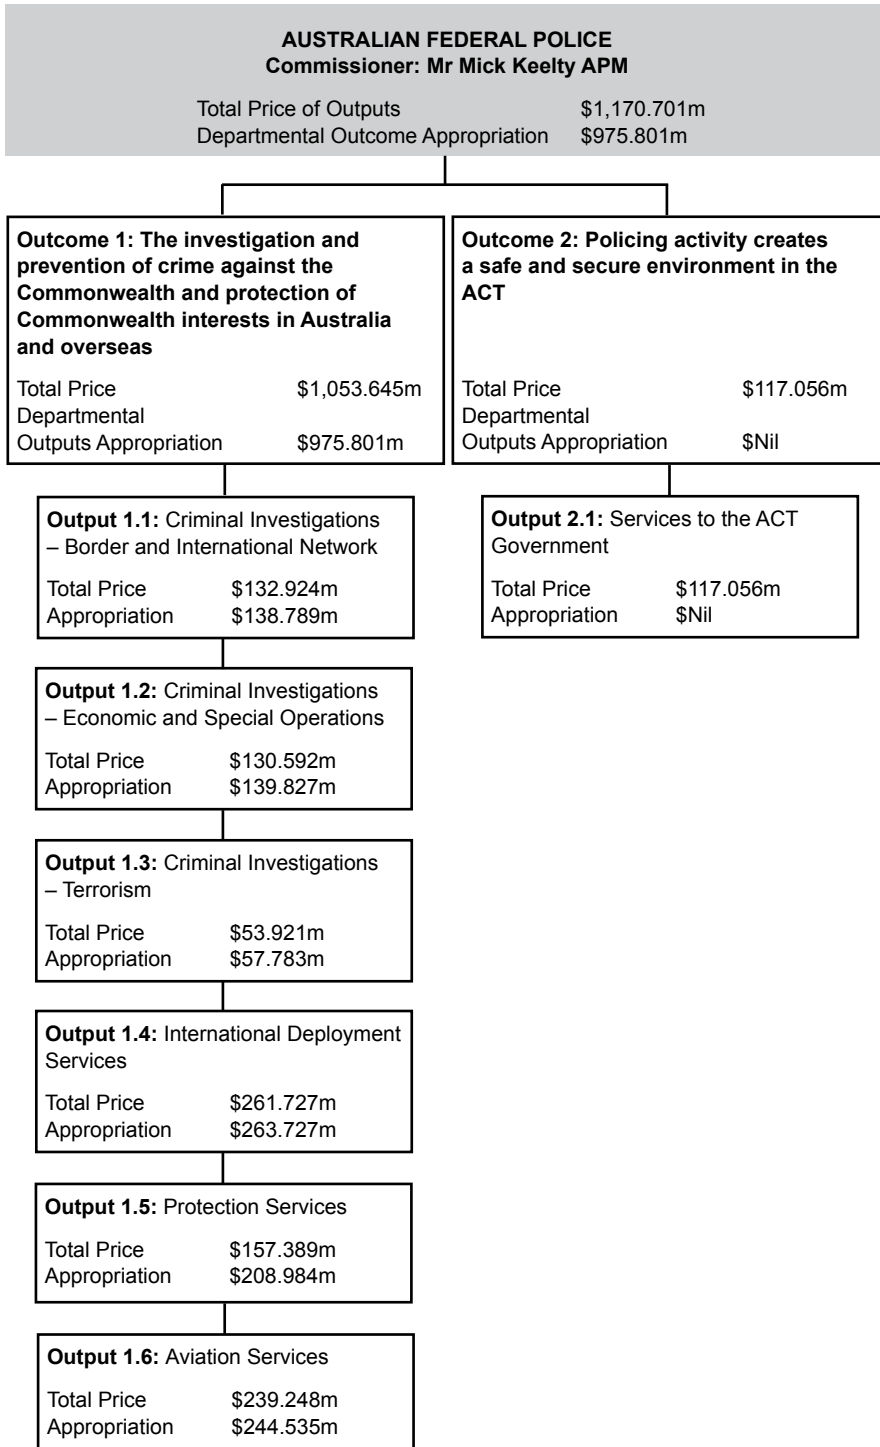 AUSTRALIAN FEDERAL POLICE
Commissioner: Mr Mick Keelty APM
Total Price of Outputs $1,170.701m
Departmental Outcome Appropriation $975.801m
Outcome 1: The investigation and
prevention of crime against the
Commonwealth and protection of
Commonwealth interests in Australia
and overseas
Total Price $1,053.645m
Departmental
Outputs Appropriation $975.801m
Outcome 2: Policing activity creates
a safe and secure environment in the
ACT
Total Price $117.056m
Departmental
Outputs Appropriation $Nil
Output 1.1: Criminal Investigations
– Border and International Network
Total Price $132.924m
Appropriation $138.789m
Output 2.1: Services to the ACT
Government
Total Price $117.056m
Appropriation $Nil
Output 1.2: Criminal Investigations
– Economic and Special Operations
Total Price $130.592m
Appropriation $139.827m
Output 1.3: Criminal Investigations
– Terrorism
Total Price $53.921m
Appropriation $57.783m
Output 1.4: International Deployment
Services
Total Price $261.727m
Appropriation $263.727m
Output 1.5: Protection Services
Total Price $157.389m
Appropriation $208.984m
Output 1.6: Aviation Services
Total Price $239.248m
Appropriation $244.535m